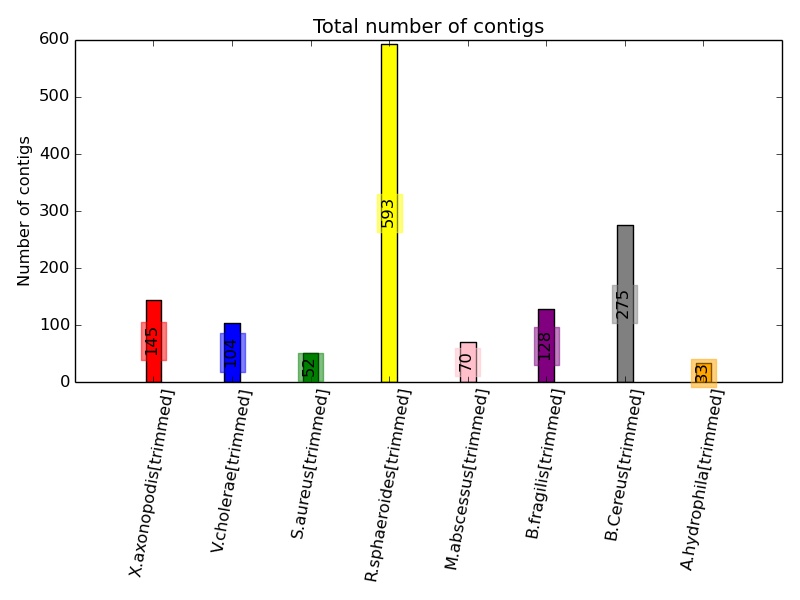 Total number of contigs
Number of contigs
600
500
400
300
200
100
0
145
104
52
593
70
128
275
33
X.axonopodis[trimmed]
V.cholerae[trimmed]
S.aureus[trimmed]
R.sphaeroides[trimmed]
M.abscessus[trimmed]
B.fragilis[trimmed]
B.Cereus[trimmed]
A.hydrophila[trimmed]